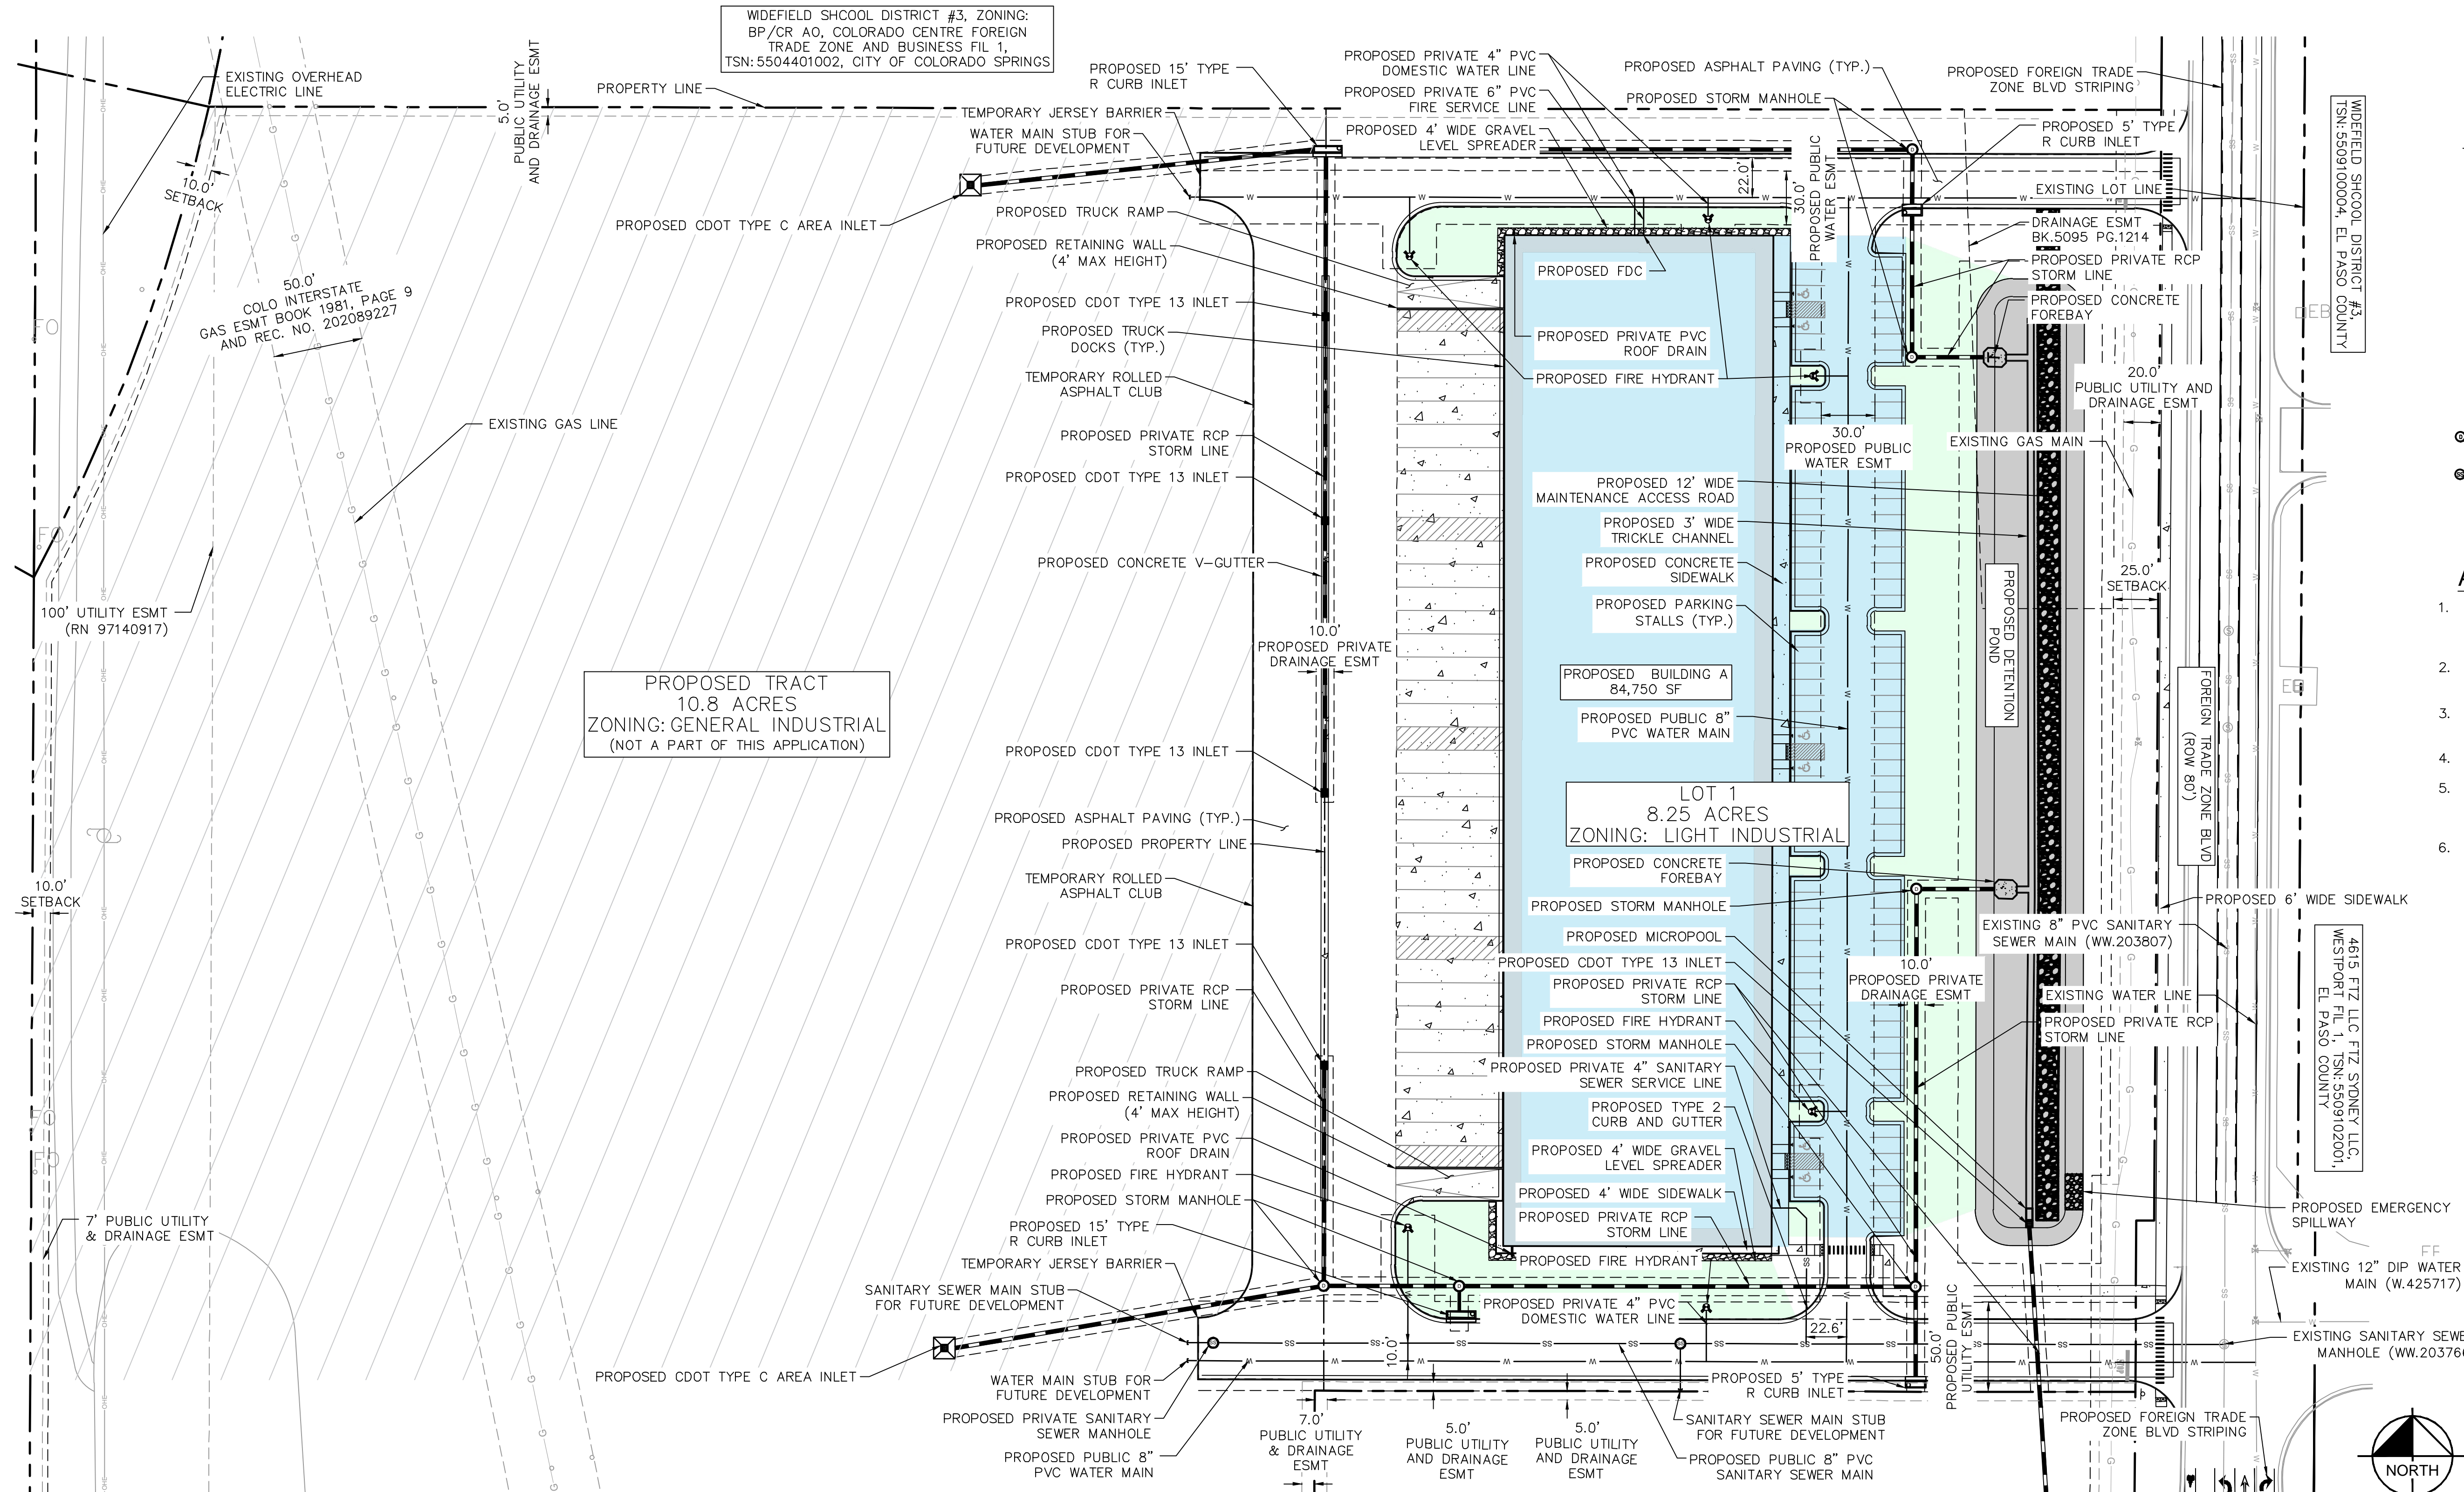 WIDEFIELD SHCOOL DISTRICT #3, ZONING:
BP/CR AO, COLORADO CENTRE FOREIGN
TRADE ZONE AND BUSINESS FIL 1,
TSN: 5504401002, CITY OF COLORADO SPRINGS
EXISTING OVERHEAD
ELECTRIC LINE
PROPERTY LINE
5.0'
PUBLIC UTILITY
AND DRAINAGE ESMT
10.0'
SETBACK
50.0'
COLO INTERSTATE
GAS ESMT BOOK 1981, PAGE 9
AND REC. NO. 202089227
EXISTING GAS LINE
100' UTILITY ESMT
(RN 97140917)
PROPOSED TRACT
10.8 ACRES
ZONING: GENERAL INDUSTRIAL
(NOT A PART OF THIS APPLICATION)
10.0'
SETBACK
7' PUBLIC UTILITY
& DRAINAGE ESMT
PROPOSED 15' TYPE
R CURB INLET
TEMPORARY JERSEY BARRIER
WATER MAIN STUB FOR
FUTURE DEVELOPMENT
PROPOSED CDOT TYPE C AREA INLET
PROPOSED TRUCK RAMP
PROPOSED RETAINING WALL
(4' MAX HEIGHT)
PROPOSED CDOT TYPE 13 INLET
PROPOSED TRUCK
DOCKS (TYP.)
TEMPORARY ROLLED
ASPHALT CLUB
PROPOSED PRIVATE RCP
STORM LINE
PROPOSED CDOT TYPE 13 INLET
PROPOSED CONCRETE V-GUTTER
10.0'
PROPOSED PRIVATE
DRAINAGE ESMT
PROPOSED CDOT TYPE 13 INLET
PROPOSED ASPHALT PAVING (TYP.)
PROPOSED PROPERTY LINE
TEMPORARY ROLLED
ASPHALT CLUB
PROPOSED CDOT TYPE 13 INLET
PROPOSED PRIVATE RCP
STORM LINE
PROPOSED TRUCK RAMP
PROPOSED RETAINING WALL
(4' MAX HEIGHT)
PROPOSED PRIVATE PVC
ROOF DRAIN
PROPOSED FIRE HYDRANT
PROPOSED STORM MANHOLE
PROPOSED 15' TYPE
R CURB INLET
TEMPORARY JERSEY BARRIER
SANITARY SEWER MAIN STUB
FOR FUTURE DEVELOPMENT
PROPOSED CDOT TYPE C AREA INLET
WATER MAIN STUB FOR
FUTURE DEVELOPMENT
PROPOSED PRIVATE SANITARY
SEWER MANHOLE
PROPOSED PUBLIC 8"
PVC WATER MAIN
7.0'
PUBLIC UTILITY
& DRAINAGE
ESMT
10.0'
5.0'
PUBLIC UTILITY
AND DRAINAGE
ESMT
5.0'
PUBLIC UTILITY
AND DRAINAGE
ESMT
PROPOSED PRIVATE 4" PVC
DOMESTIC WATER LINE
PROPOSED PRIVATE 6" PVC
FIRE SERVICE LINE
PROPOSED 4' WIDE GRAVEL
LEVEL SPREADER
PROPOSED ASPHALT PAVING (TYP.)
PROPOSED STORM MANHOLE
22.0'
30.0'
PROPOSED PUBLIC
WATER ESMT
PROPOSED FDC
PROPOSED PRIVATE PVC
ROOF DRAIN
PROPOSED FIRE HYDRANT
30.0'
PROPOSED PUBLIC
WATER ESMT
PROPOSED 12' WIDE
MAINTENANCE ACCESS ROAD
PROPOSED 3' WIDE
TRICKLE CHANNEL
PROPOSED CONCRETE
SIDEWALK
PROPOSED PARKING
STALLS (TYP.)
PROPOSED BUILDING A
84,750 SF
PROPOSED PUBLIC 8"
PVC WATER MAIN
LOT 1
8.25 ACRES
ZONING: LIGHT INDUSTRIAL
PROPOSED CONCRETE
FOREBAY
PROPOSED STORM MANHOLE
PROPOSED MICROPOOL
PROPOSED CDOT TYPE 13 INLET
PROPOSED PRIVATE RCP
STORM LINE
PROPOSED FIRE HYDRANT
PROPOSED STORM MANHOLE
PROPOSED PRIVATE 4" SANITARY
SEWER SERVICE LINE
PROPOSED TYPE 2
CURB AND GUTTER
PROPOSED 4' WIDE GRAVEL
LEVEL SPREADER
PROPOSED 4' WIDE SIDEWALK
PROPOSED PRIVATE RCP
STORM LINE
PROPOSED FIRE HYDRANT
PROPOSED PRIVATE 4" PVC
DOMESTIC WATER LINE
22.6'
50.0'
PROPOSED PUBLIC
UTILITY ESMT
PROPOSED 5' TYPE
R CURB INLET
SANITARY SEWER MAIN STUB
FOR FUTURE DEVELOPMENT
PROPOSED PUBLIC 8" PVC
SANITARY SEWER MAIN
PROPOSED FOREIGN TRADE
ZONE BLVD STRIPING
PROPOSED 5' TYPE
R CURB INLET
EXISTING LOT LINE
DRAINAGE ESMT
BK.5095 PG.1214
PROPOSED PRIVATE RCP
STORM LINE
PROPOSED CONCRETE
FOREBAY
20.0'
PUBLIC UTILITY AND
DRAINAGE ESMT
EXISTING GAS MAIN
25.0'
SETBACK
PROPOSED DETENTION
POND
FOREIGN TRADE ZONE BLVD
(ROW 80')
PROPOSED 6' WIDE SIDEWALK
EXISTING 8" PVC SANITARY
SEWER MAIN (WW.203807)
10.0'
PROPOSED PRIVATE
DRAINAGE ESMT
EXISTING WATER LINE
PROPOSED PRIVATE RCP
STORM LINE
PROPOSED EMERGENCY
SPILLWAY
EXISTING 12" DIP WATER
MAIN (W.425717)
EXISTING SANITARY SEWE
MANHOLE (WW.20376
PROPOSED FOREIGN TRADE
ZONE BLVD STRIPING
WIDEFIELD SHCOOL DISTRICT #3,
TSN: 5509100004, EL PASO COUNTY
4615 FTZ LLC, FTZ SYDNEY LLC,
WESTPORT FIL 1, TSN: 5509102001,
EL PASO COUNTY
1.
2.
3.
4.
5.
6.
NORTH